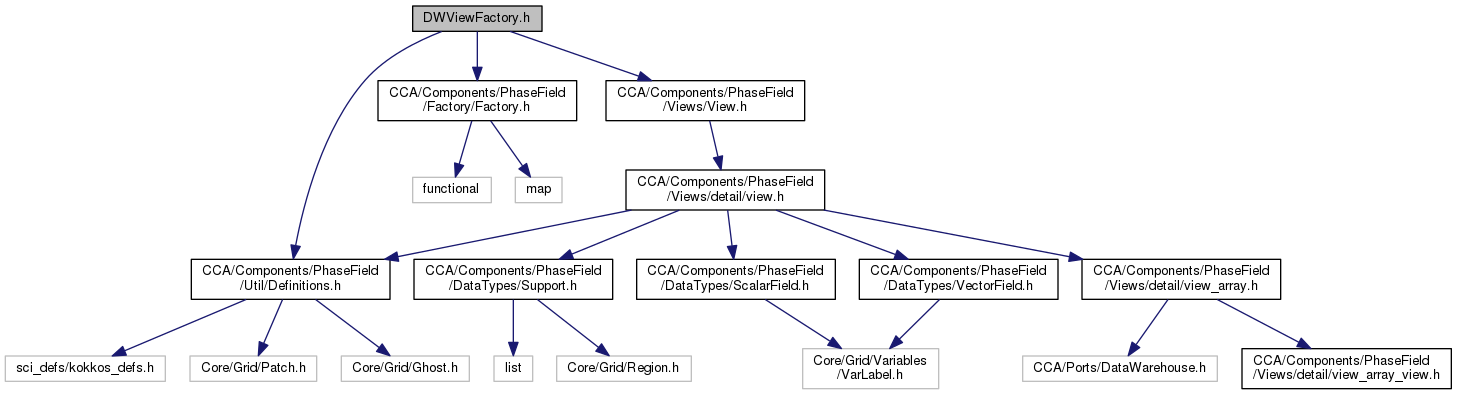 DWViewFactory.h
CCA/Components/PhaseField
/Factory/Factory.h
CCA/Components/PhaseField
/Views/View.h
functional
map
CCA/Components/PhaseField
/Views/detail/view.h
CCA/Components/PhaseField
/Util/Definitions.h
CCA/Components/PhaseField
/DataTypes/Support.h
CCA/Components/PhaseField
/DataTypes/ScalarField.h
CCA/Components/PhaseField
/DataTypes/VectorField.h
CCA/Components/PhaseField
/Views/detail/view_array.h
sci_defs/kokkos_defs.h
Core/Grid/Patch.h
Core/Grid/Ghost.h
list
Core/Grid/Region.h
Core/Grid/Variables
/VarLabel.h
CCA/Ports/DataWarehouse.h
CCA/Components/PhaseField
/Views/detail/view_array_view.h